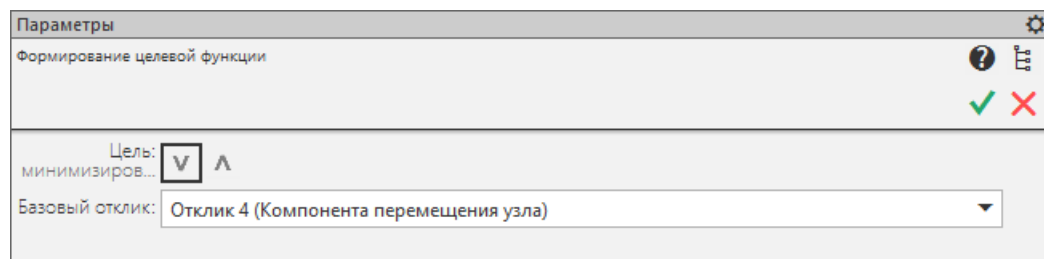 Параметры
Формирование целевой функции
Цель:
минимизиров...
Базовый отклик: Отклик 4 (Компонента перемещения узла)